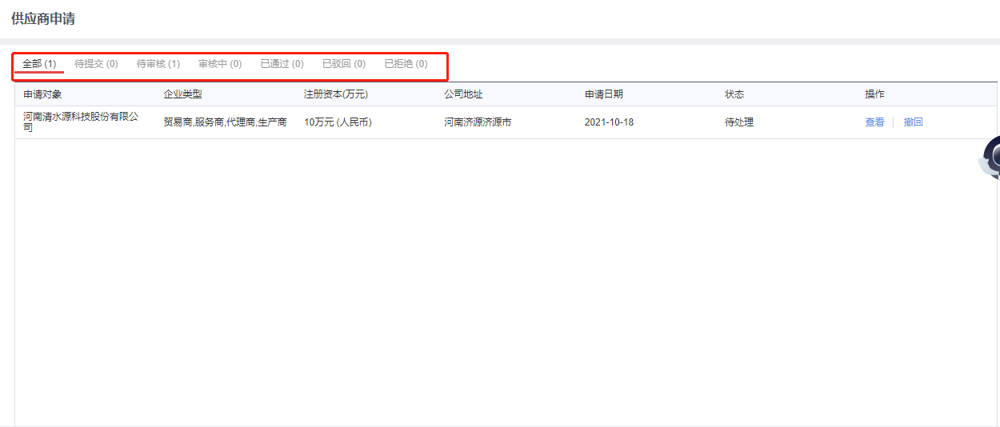 供应商申请
全部 (1) 待提交 (0) 待审核 (1) 审核中 (0) 已通过 (0) 已驳回 (0) 已拒绝 (0)
申请对象 企业类型 注册资本(万元) 公司地址 申请日期 状态 操作
河南清水源科技股份有限公
司 贸易商,服务商,代理商,生产商 10万元 (人民币) 河南济源济源市 2021-10-18 待处理 查看 撤回